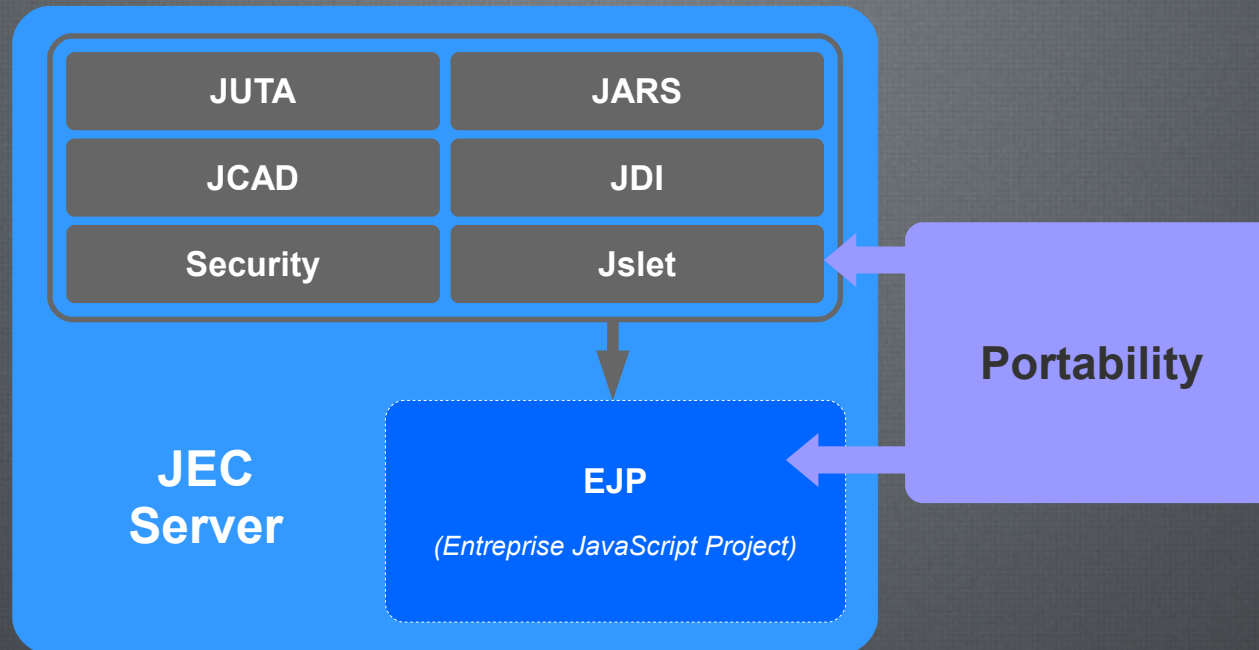 JUTA
JARS
JCAD
JDI
Security
Jslet
Portability
JEC
Server
EJP
(Entreprise JavaScript Project)